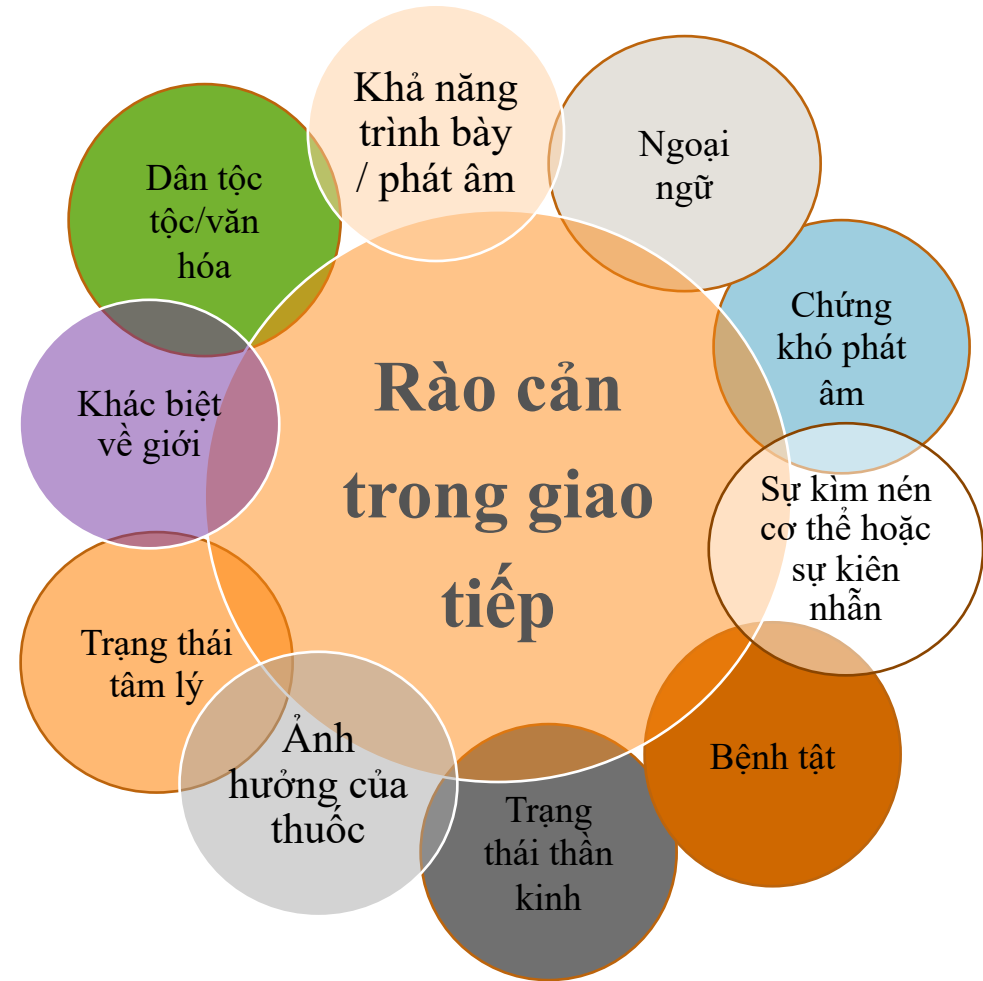 Khả năng
trình bày
/ phát âm
Ngoại
ngữ
Chứng
khó phát
âm
Sự kìm nén
cơ thể hoặc
sự kiên
nhẫn
Bệnh tật
Trạng
thái thần
kinh
Ảnh
hưởng của
thuốc
Trạng thái
tâm lý
Khác biệt
về giới
Dân tộc
tộc/văn
hóa
Rào cản
trong giao
tiếp